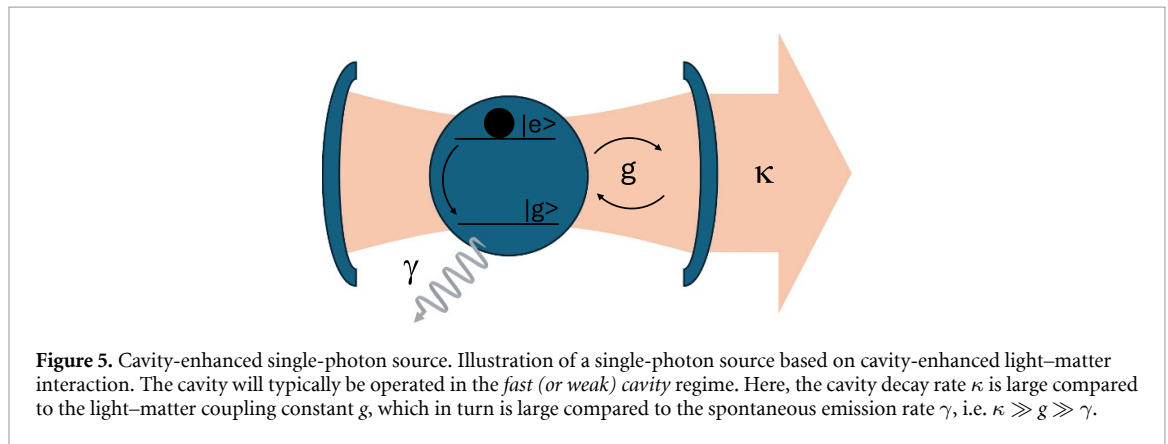 |e>
g
κ
|g>
γ
Figure 5. Cavity-enhanced single-photon source. Illustration of a single-photon source based on cavity-enhanced light–matter
interaction. The cavity will typically be operated in the fast (or weak) cavity regime. Here, the cavity decay rate κ is large compared
to the light–matter coupling constant g, which in turn is large compared to the spontaneous emission rate γ, i.e. κ ≫ g ≫ γ.